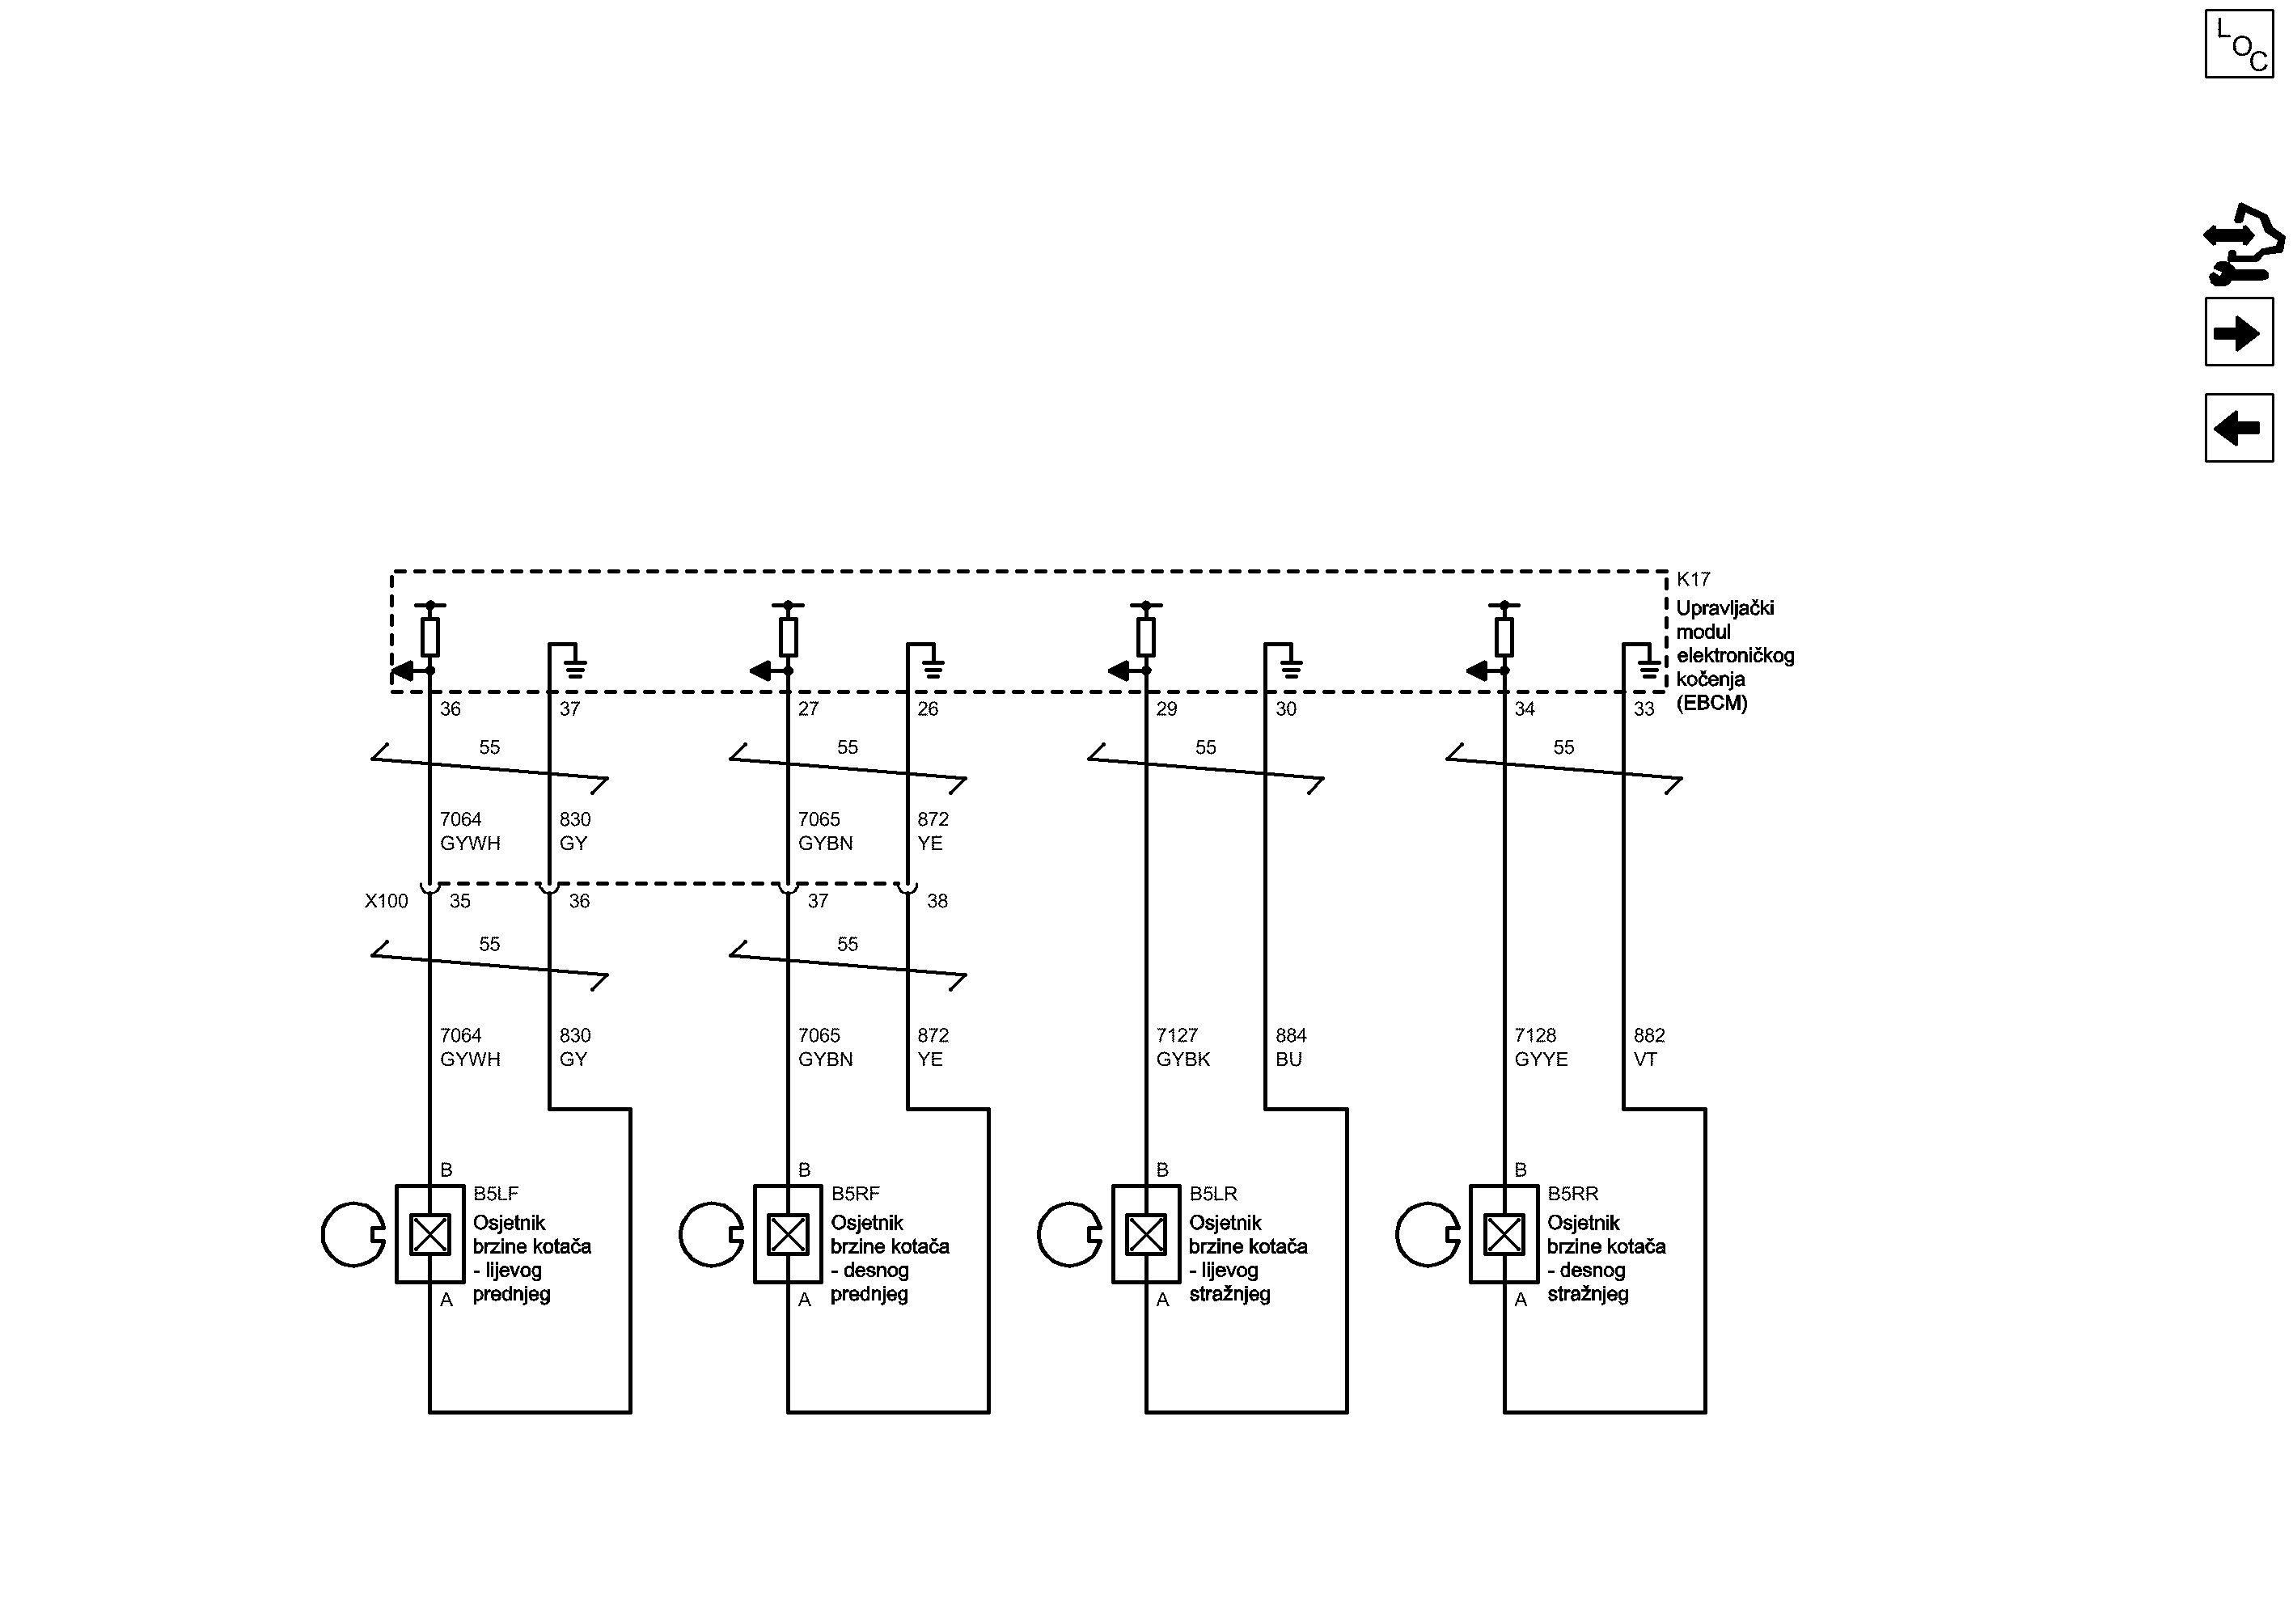 LOC
K17
Upravljački
modul
elektroničkog
kočenja
(EBCM)
36 37 27 26 29 30 34 33
55 55 55 55
7064 830 7065 872
GYWH GY GYBN YE
X100 35 36 37 38
55 55
7064 830 7065 872 7127 884 7128 882
GYWH GY GYBN YE GYBK BU GYYE VT
B B B B
B5LF
Osjetnik
brzine kotača
- lijevog
prednjeg
B5RF
Osjetnik
brzine kotača
- desnog
prednjeg
B5LR
Osjetnik
brzine kotača
- lijevog
stražnjeg
B5RR
Osjetnik
brzine kotača
- desnog
stražnjeg
A A A A